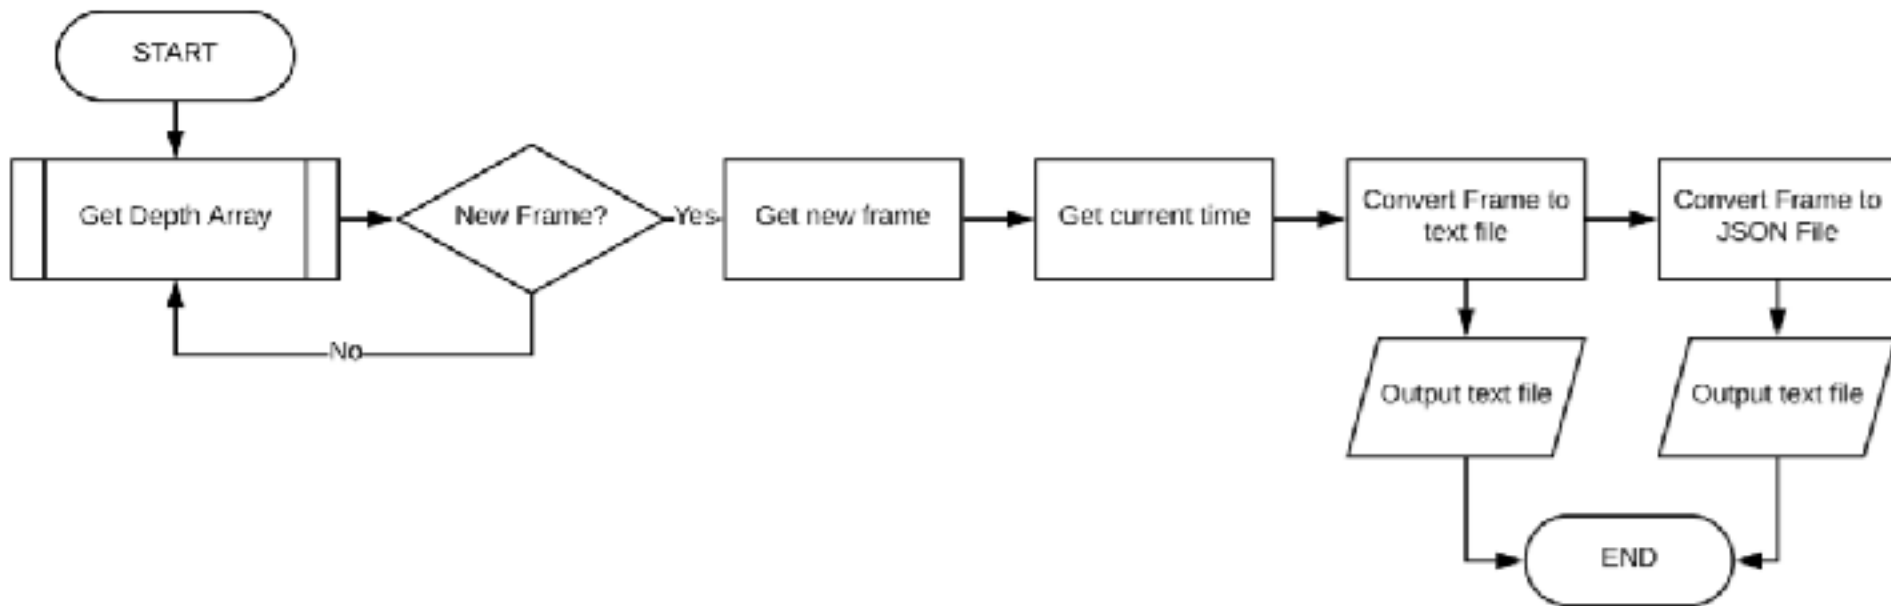 START
Get Depth Array
New Frame?
Yes
No
Get new frame
Get current time
Convert Frame to
text file
Convert Frame to
JSON File
Output text file
Output text file
END